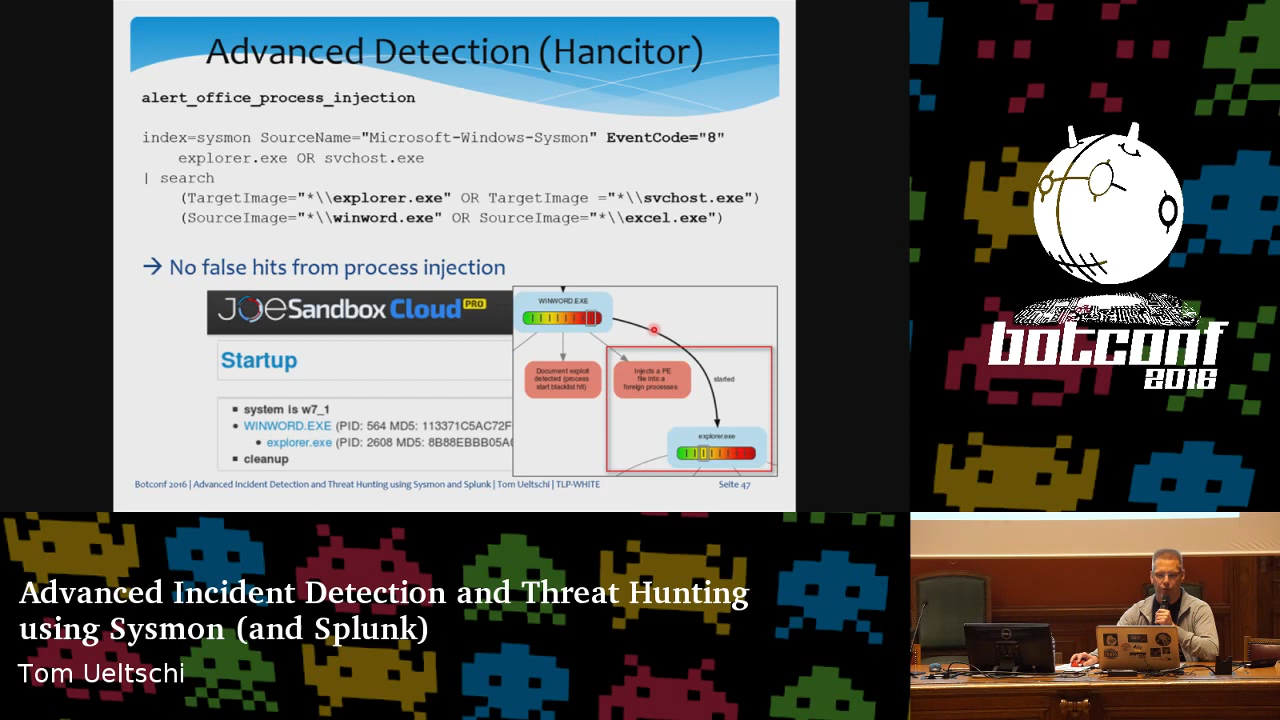 Advanced Detection (Hancitor)
alert_office_process_injection
index=sysmon SourceName="Microsoft-Windows-Sysmon" EventCode="8"
explorer.exe OR svchost.exe
| search
(TargetImage="*\\explorer.exe" OR TargetImage ="*\\svchost.exe")
(SourceImage="*\\winword.exe" OR SourceImage="*\\excel.exe")
→ No false hits from process injection
JOESandbox Cloud PRO
Startup
▪ system is w7_1
• WINWORD.EXE (PID: 564 MD5: 113371C5AC72F
• explorer.exe (PID: 2608 MD5: 8B88EBBB05A
▪ cleanup
WINWORD.EXE
Document exploit
detected (process
start blacklist hit)
Injects a PE
file into a
foreign processes
started
explorer.exe
Botconf 2016 | Advanced Incident Detection and Threat Hunting using Sysmon and Splunk | Tom Ueltschi | TLP-WHITE
Seite 47
botconf
2016
Advanced Incident Detection and Threat Hunting
using Sysmon (and Splunk)
Tom Ueltschi